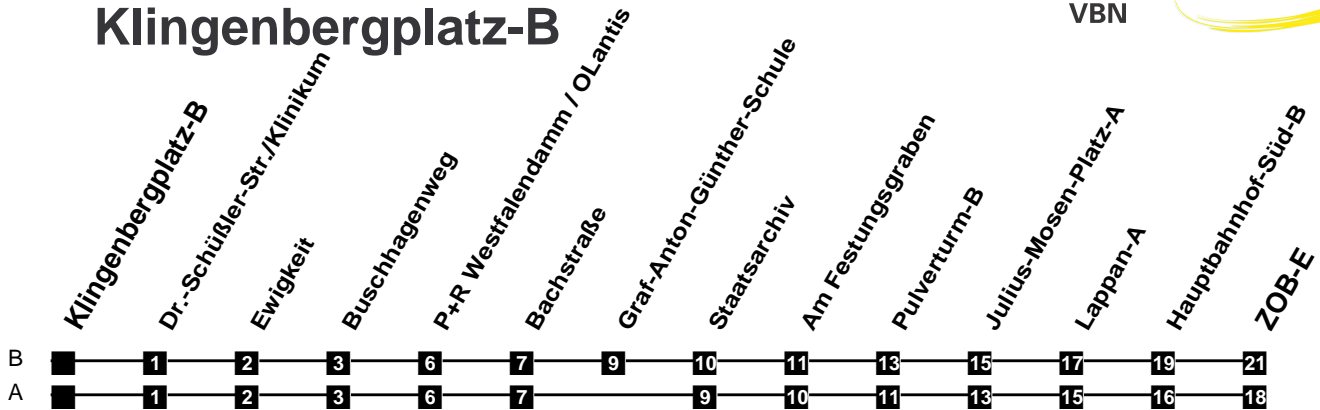 Klingenbergplatz-B
VBN
Klingenbergplatz-B
Dr.-Schüßler-Str./Klinikum
Ewigkeit
Buschhagenweg
P+R Westfalendamm / OLantis
Bachstraße
Graf-Anton-Günther-Schule
Staatsarchiv
Am Festungsgraben
Pulverturm-B
Julius-Mosen-Platz-A
Lappan-A
Hauptbahnhof-Süd-B
ZOB-E
B 1 2 3 6 7 9 10 11 13 15 17 19 21
A 1 2 3 6 7 9 10 11 13 15 16 18